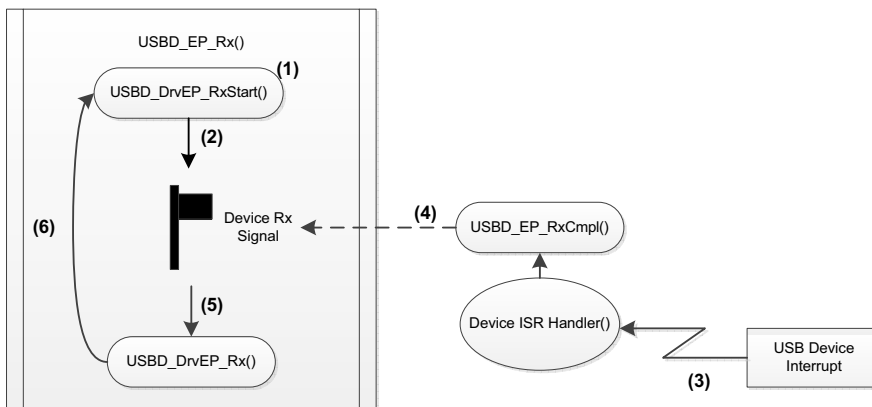 USBD_EP_Rx()
(1)
USBD_DrvEP_RxStart()
(2)
(6)
Device Rx
Signal
(4)
USBD_EP_RxCmpl()
(5)
Device ISR Handler()
USBD_DrvEP_Rx()
(3)
USB Device
Interrupt